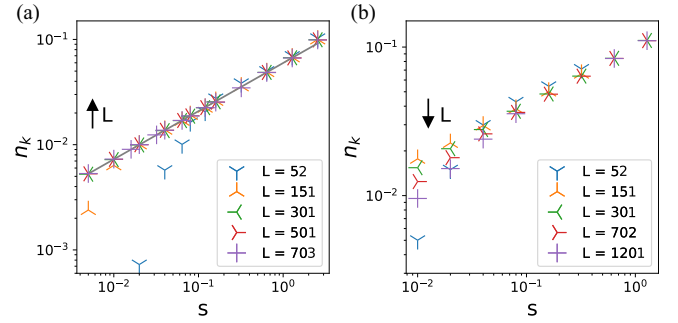 (a)
n_k
10⁻¹
10⁻²
10⁻³
L
L = 52
L = 151
L = 301
L = 501
L = 703
10⁻² 10⁻¹ 10⁰
s
(b)
n_k
10⁻¹
10⁻²
L
L = 52
L = 151
L = 301
L = 702
L = 1201
10⁻² 10⁻¹ 10⁰
s